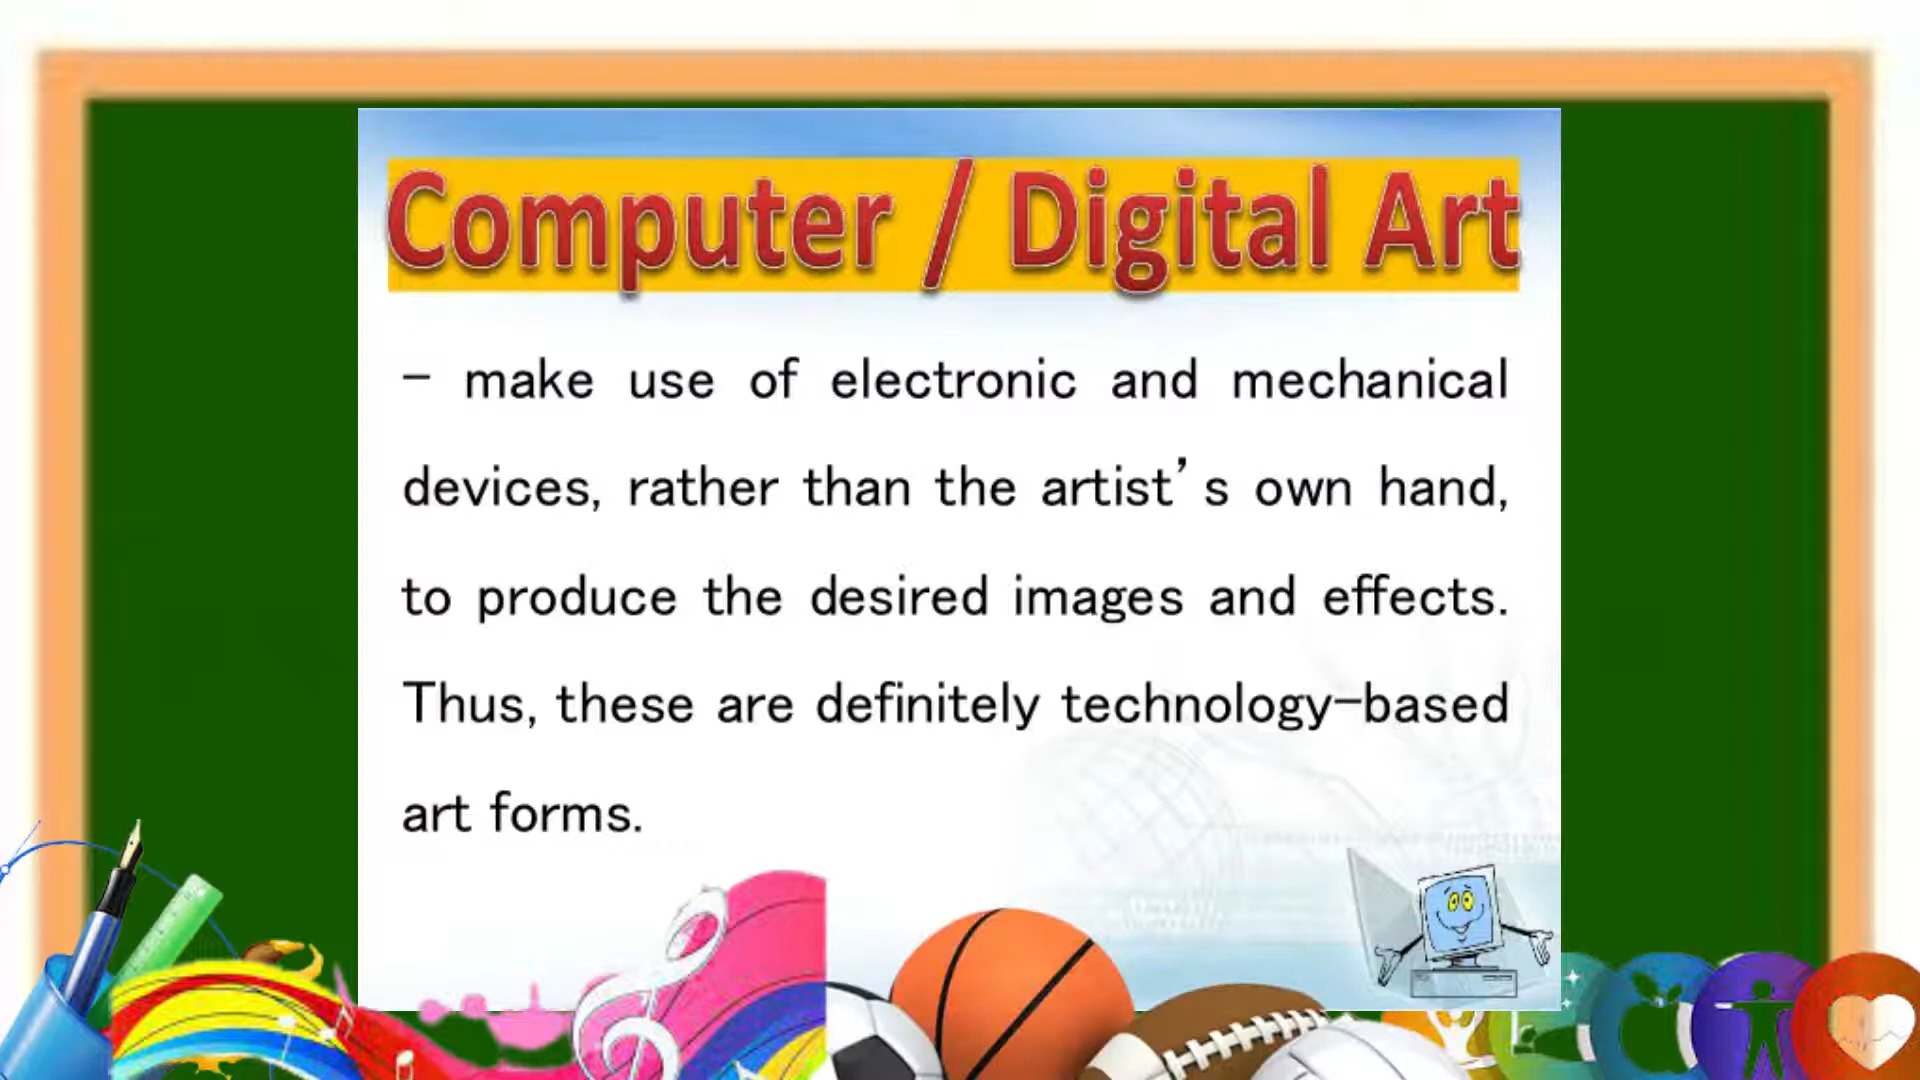 Computer / Digital Art
- make use of electronic and mechanical
devices, rather than the artist's own hand,
to produce the desired images and effects.
Thus, these are definitely technology-based
art forms.